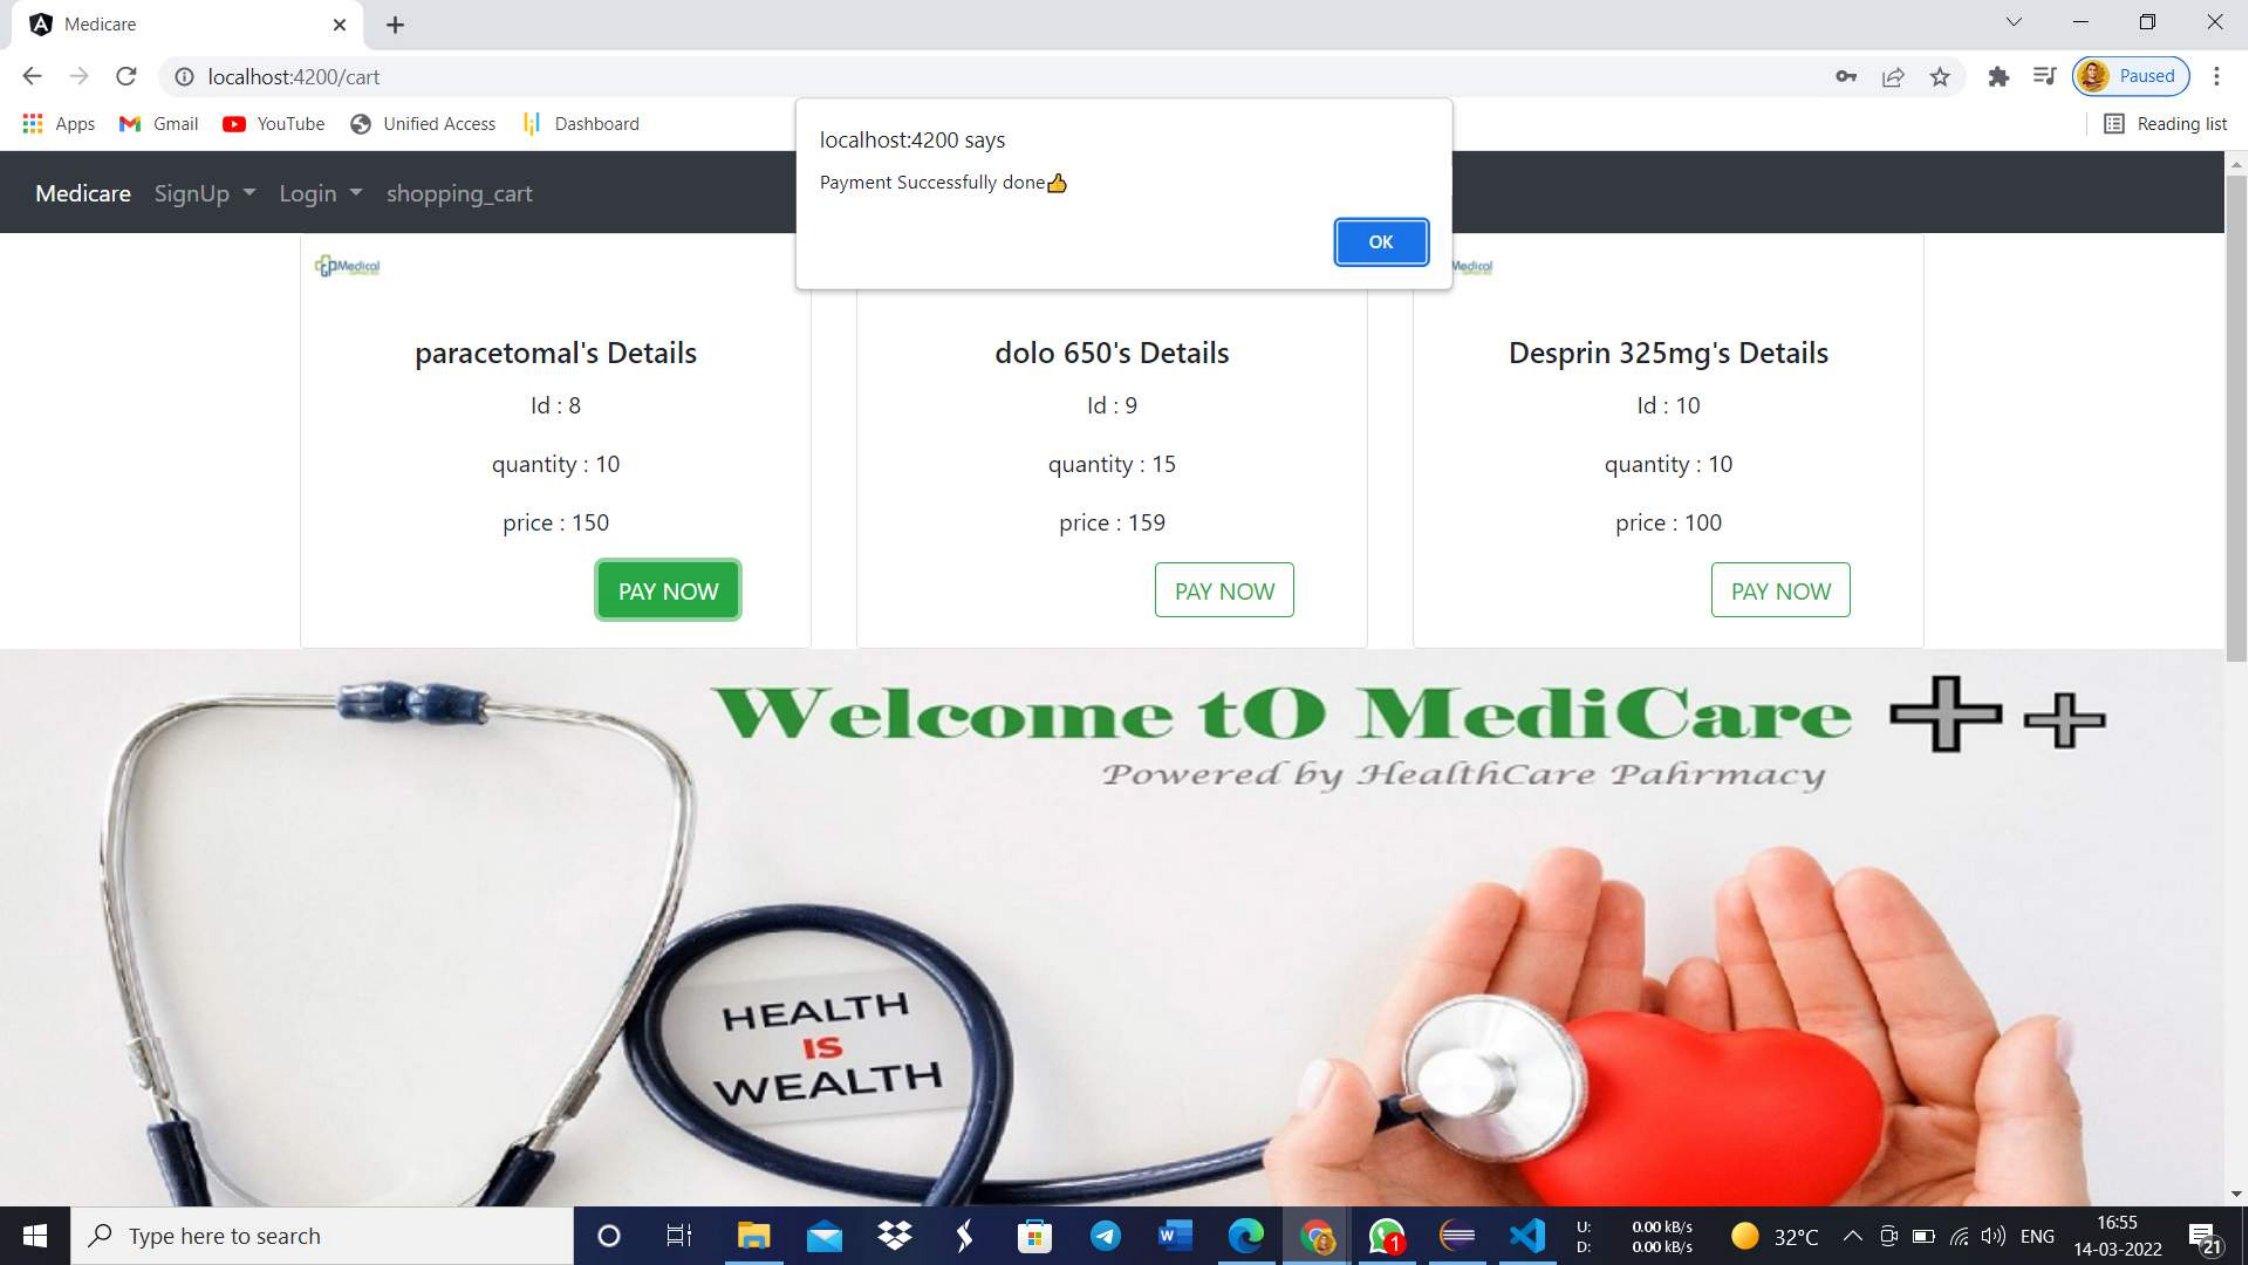 Medicare
localhost:4200/cart
Paused
Apps Gmail YouTube Unified Access Dashboard
Reading list
localhost:4200 says
Payment Successfully done👍
OK
Medicare SignUp Login shopping_cart
Medical
Medical
paracetomal's Details
Id : 8
quantity : 10
price : 150
PAY NOW
dolo 650's Details
Id : 9
quantity : 15
price : 159
PAY NOW
Desprin 325mg's Details
Id : 10
quantity : 10
price : 100
PAY NOW
Welcome tO MediCare
Powered by HealthCare Pahrmacy
HEALTH
IS
WEALTH
Type here to search
W
1
U: 0.00 kB/s
D: 0.00 kB/s
32°C
ENG
16:55
14-03-2022
21